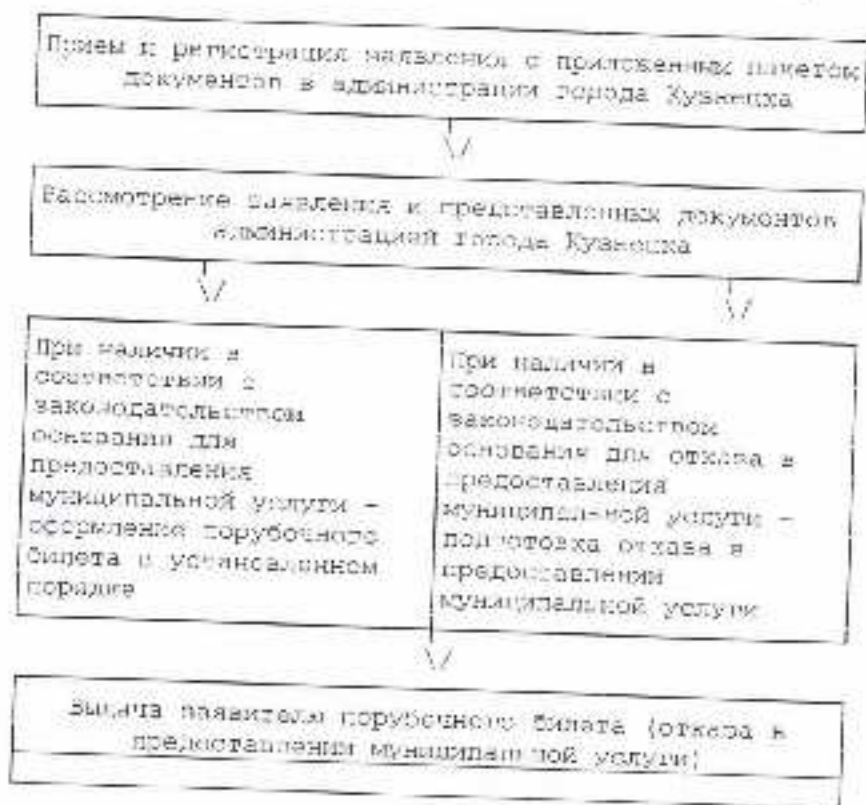 Прием и регистрация заявления с приложенным пакетом
документов в администрации города Кузнецка
Рассмотрение заявления и представленных документов
администрацией города Кузнецка
При наличии в
соответствии с
законодательством
основания для
предоставления
муниципальной услуги –
оформление порубочного
билета в установленном
порядке
При наличии в
соответствии с
законодательством
основания для отказа в
предоставления
муниципальной услуги –
подготовка отказа в
предоставлении
муниципальной услуги
Выдача заявителю порубочного билета (отказа в
предоставлении муниципальной услуги)